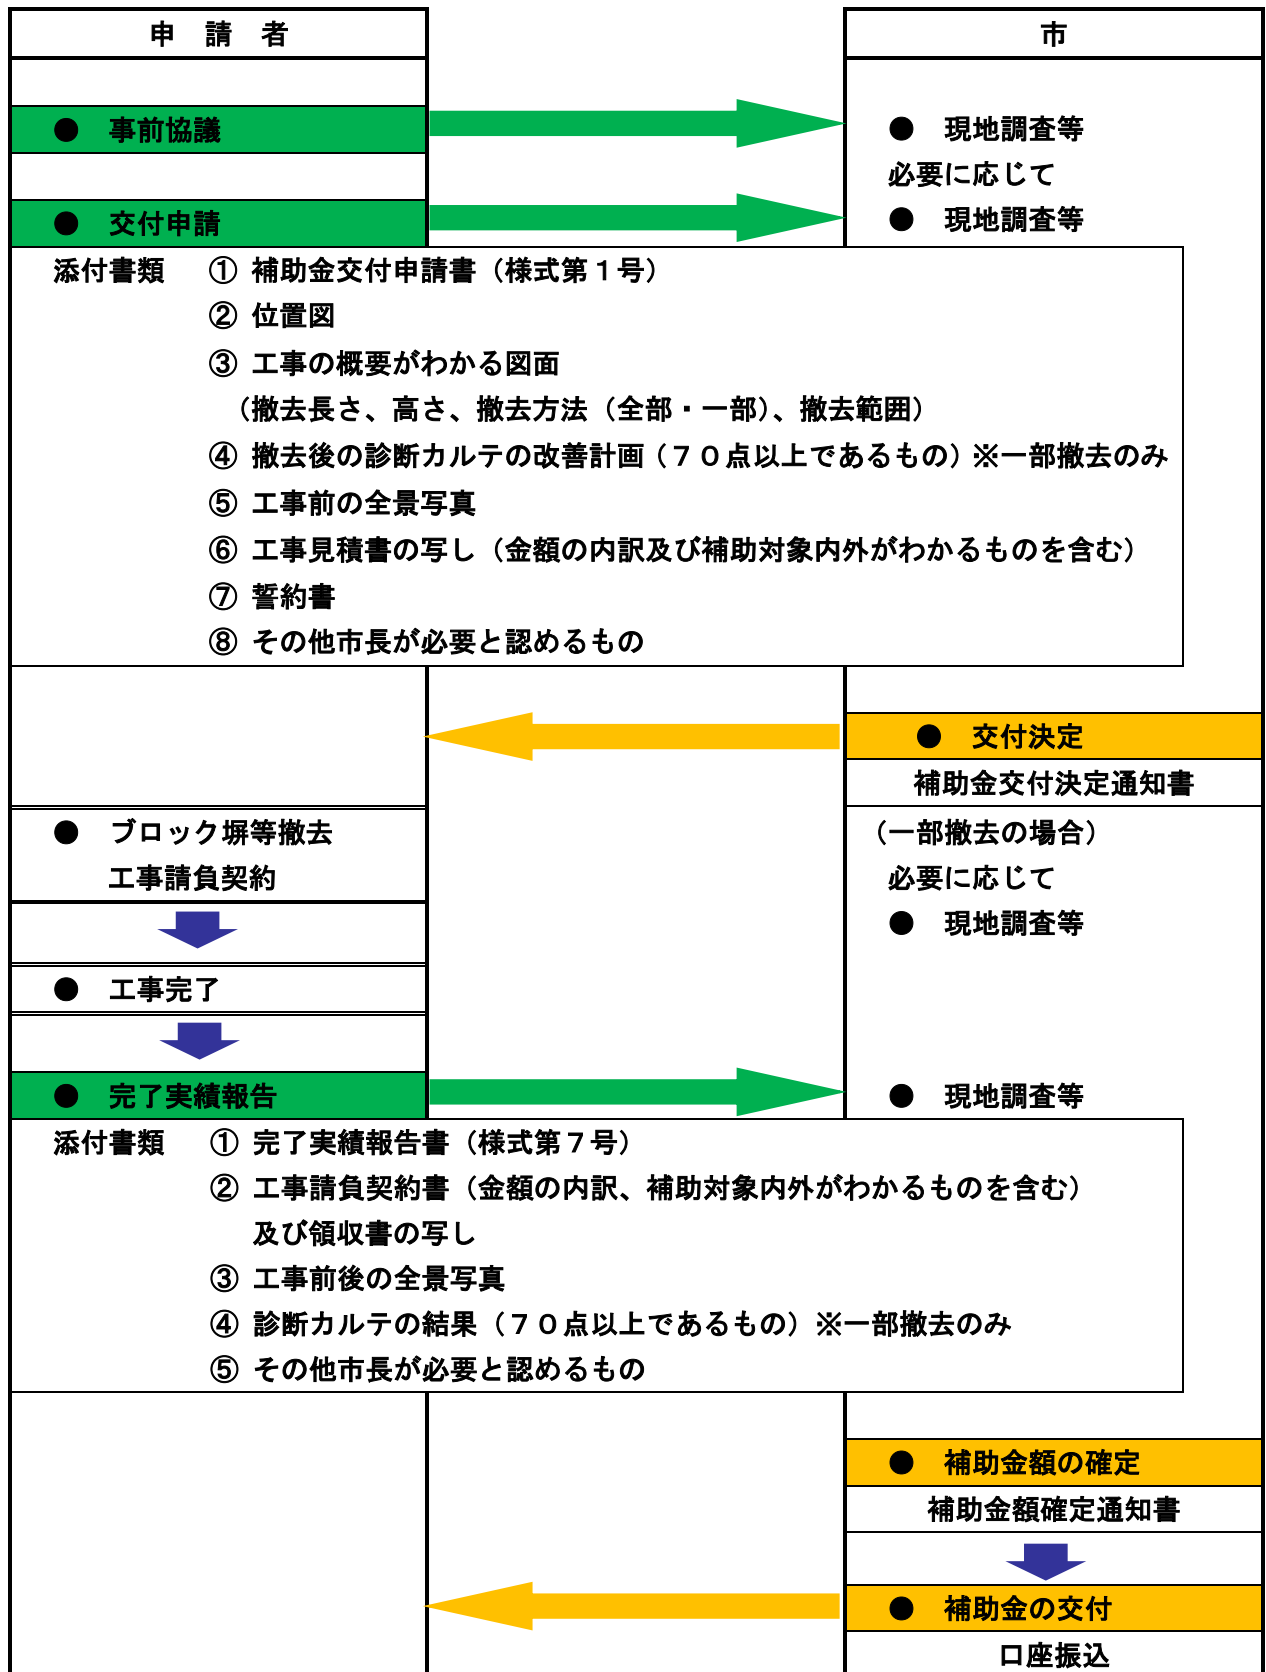 申　請　者
市
●　事前協議
●　現地調査等
必要に応じて
●　交付申請
●　現地調査等
添付書類　① 補助金交付申請書（様式第１号）
② 位置図
③ 工事の概要がわかる図面
（撤去長さ、高さ、撤去方法（全部・一部）、撤去範囲）
④ 撤去後の診断カルテの改善計画（７０点以上であるもの）※一部撤去のみ
⑤ 工事前の全景写真
⑥ 工事見積書の写し（金額の内訳及び補助対象内外がわかるものを含む）
⑦ 誓約書
⑧ その他市長が必要と認めるもの
●　交付決定
補助金交付決定通知書
●　ブロック塀等撤去
工事請負契約
（一部撤去の場合）
必要に応じて
●　現地調査等
●　工事完了
●　完了実績報告
●　現地調査等
添付書類　① 完了実績報告書（様式第７号）
② 工事請負契約書（金額の内訳、補助対象内外がわかるものを含む）
及び領収書の写し
③ 工事前後の全景写真
④ 診断カルテの結果（７０点以上であるもの）※一部撤去のみ
⑤ その他市長が必要と認めるもの
●　補助金額の確定
補助金額確定通知書
●　補助金の交付
口座振込